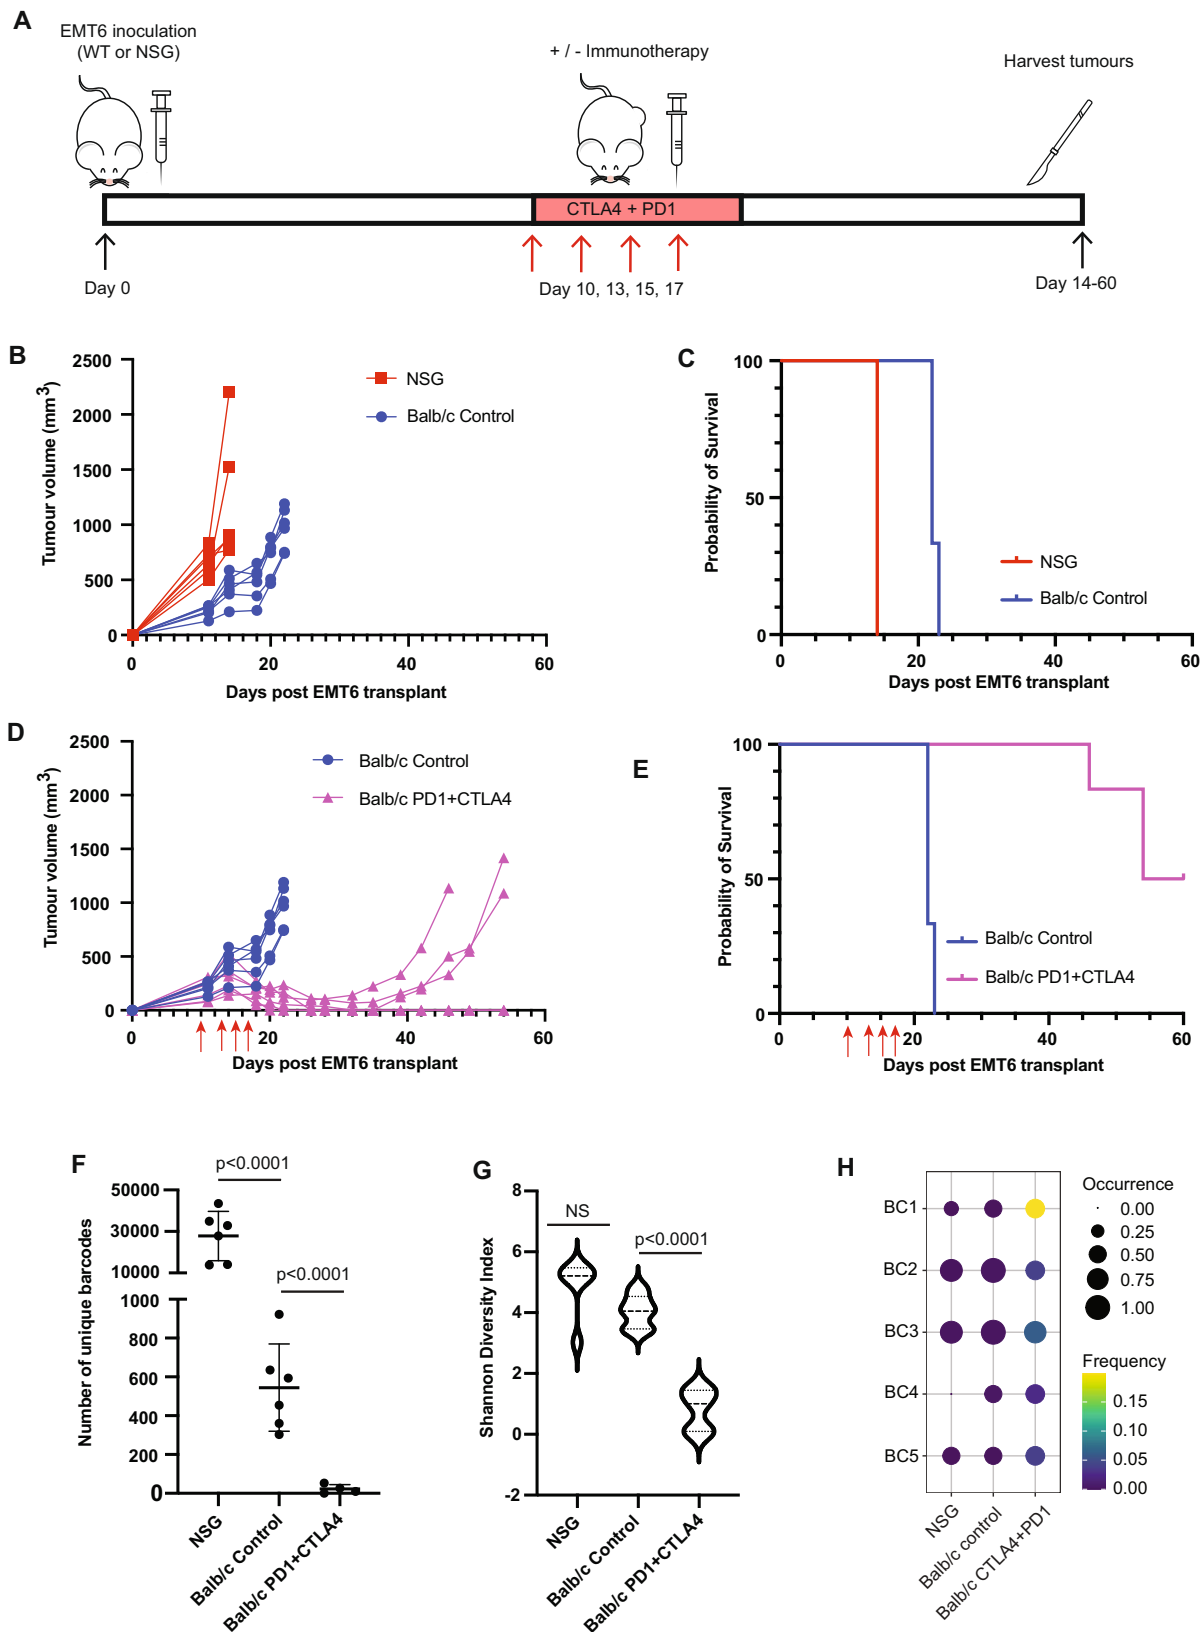 A
EMT6 inoculation
(WT or NSG)
+ / - Immunotherapy
Harvest tumours
CTLA4 + PD1
Day 0
Day 10, 13, 15, 17
Day 14-60
B
Tumour volume (mm³)
2500
2000
1500
1000
500
0
0
20
40
60
Days post EMT6 transplant
NSG
Balb/c Control
C
Probability of Survival
100
50
0
0
20
40
60
Days post EMT6 transplant
NSG
Balb/c Control
D
Tumour volume (mm³)
2500
2000
1500
1000
500
0
0
20
40
60
Days post EMT6 transplant
Balb/c Control
Balb/c PD1+CTLA4
E
Probability of Survival
100
50
0
0
20
40
60
Days post EMT6 transplant
Balb/c Control
Balb/c PD1+CTLA4
F
Number of unique barcodes
p<0.0001
50000
30000
10000
p<0.0001
1000
800
600
400
200
0
NSG
Balb/c Control
Balb/c PD1+CTLA4
G
Shannon Diversity Index
8
6
4
2
0
-2
NS
p<0.0001
NSG
Balb/c Control
Balb/c PD1+CTLA4
H
BC1
BC2
BC3
BC4
BC5
NSG
Balb/c control
Balb/c CTLA4+PD1
Occurrence
0.00
0.25
0.50
0.75
1.00
Frequency
0.15
0.10
0.05
0.00